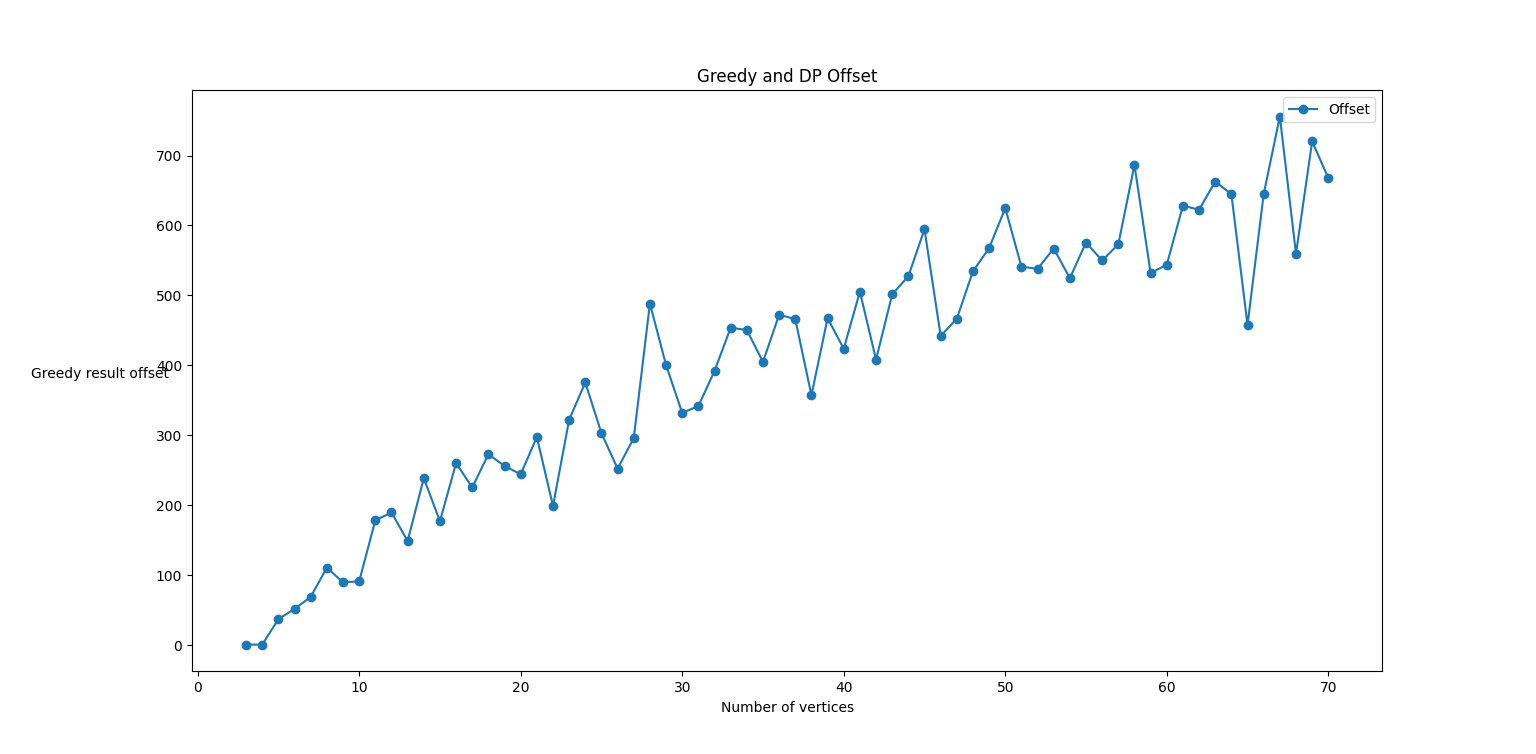 Greedy and DP Offset
Offset
700
600
500
400
Greedy result offset
300
200
100
0
0 10 20 30 40 50 60 70
Number of vertices